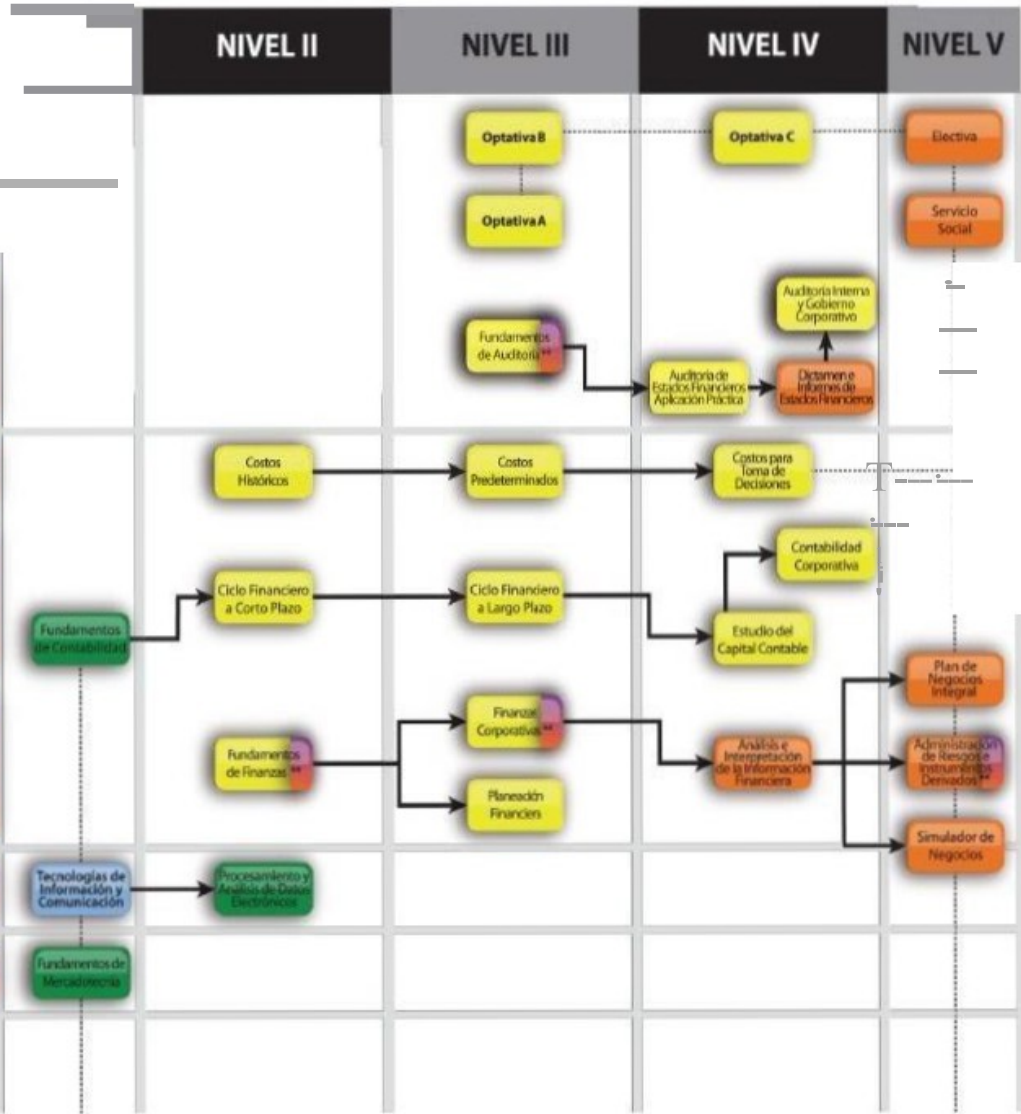 NIVEL II
NIVEL III
NIVEL IV
NIVEL V
Optativa B
Optativa C
Electiva
Optativa A
Servicio
Social
Auditoría Interna
y Gobierno
Corporativo
Fundamentos
de Auditoría **
Auditoría de
Estados Financieros
Aplicación Práctica
Dictamen e
Informes de
Estados Financieros
Costos
Históricos
Costos
Predeterminados
Costos para
Toma de
Decisiones
Contabilidad
Corporativa
Ciclo Financiero
a Corto Plazo
Ciclo Financiero
a Largo Plazo
Fundamentos
de Contabilidad
Estudio del
Capital Contable
Plan de
Negocios
Integral
Finanzas
Corporativas **
Fundamentos
de Finanzas **
Análisis e
Interpretación
de la Información
Financiera
Administración
de Riesgos e
Instrumentos
Derivados **
Planeación
Financiera
Simulador de
Negocios
Tecnologías de
Información y
Comunicación
Procesamiento y
Análisis de Datos
Electrónicos
Fundamentos de
Mercadotecnia